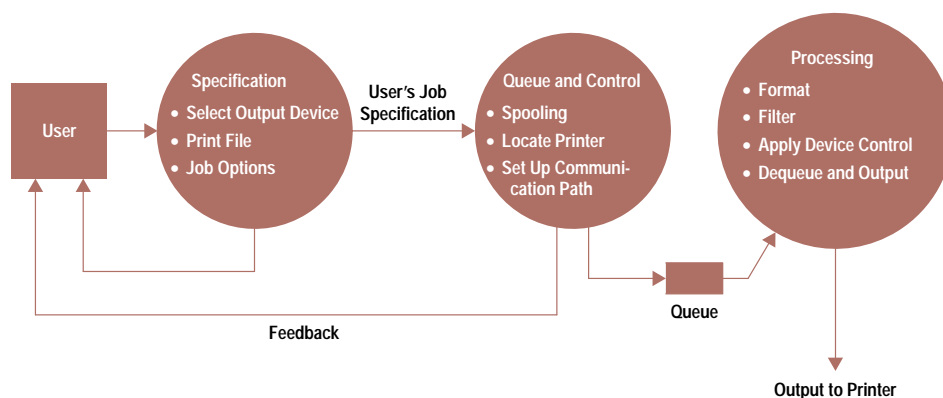 User
Specification
• Select Output Device
• Print File
• Job Options
User's Job
Specification
Queue and Control
• Spooling
• Locate Printer
• Set Up Communi-
cation Path
Processing
• Format
• Filter
• Apply Device Control
• Dequeue and Output
Feedback
Queue
Output to Printer